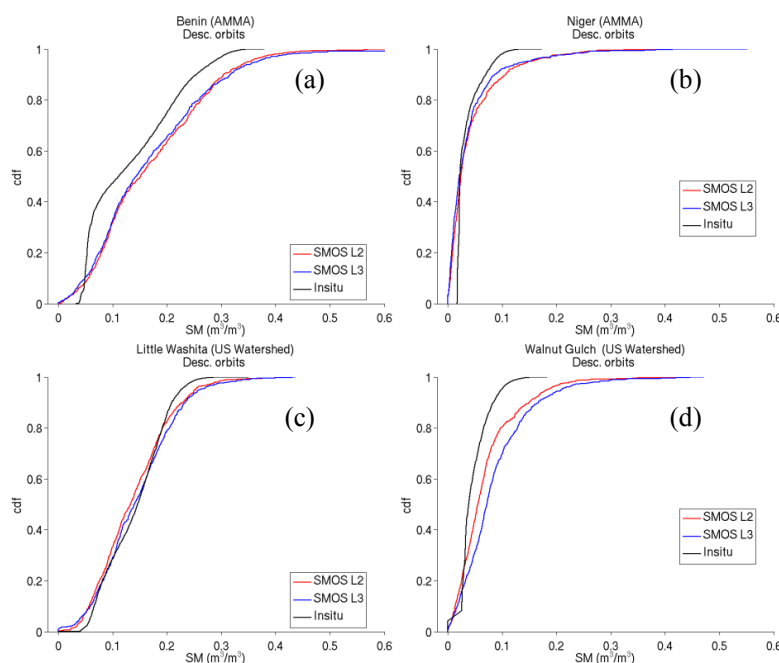 Benin (AMMA)
Desc. orbits
(a)
1
0.8
0.6
0.4
0.2
0
cdf
SMOS L2
SMOS L3
Insitu
0 0.1 0.2 0.3 0.4 0.5 0.6
SM (m³/m³)
Niger (AMMA)
Desc. orbits
(b)
1
0.8
0.6
0.4
0.2
0
cdf
SMOS L2
SMOS L3
Insitu
0 0.1 0.2 0.3 0.4 0.5 0.6
SM (m³/m³)
Little Washita (US Watershed)
Desc. orbits
(c)
1
0.8
0.6
0.4
0.2
0
cdf
SMOS L2
SMOS L3
Insitu
0 0.1 0.2 0.3 0.4 0.5 0.6
SM (m³/m³)
Walnut Gulch (US Watershed)
Desc. orbits
(d)
1
0.8
0.6
0.4
0.2
0
cdf
SMOS L2
SMOS L3
Insitu
0 0.1 0.2 0.3 0.4 0.5 0.6
SM (m³/m³)